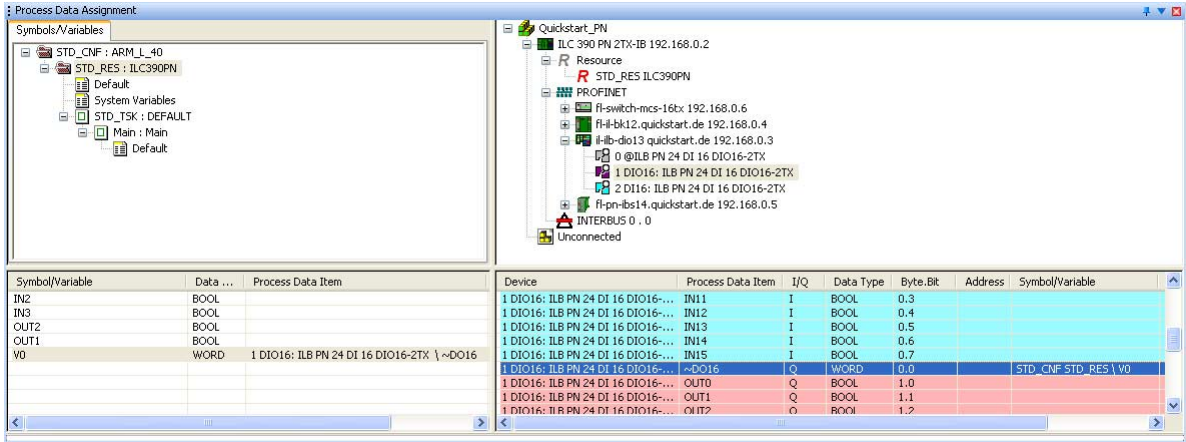 Process Data Assignment
Symbols/Variables
STD_CNF : ARM_L_40
STD_RES : ILC390PN
Default
System Variables
STD_TSK : DEFAULT
Main : Main
Default
Quickstart_PN
ILC 390 PN 2TX-IB 192.168.0.2
Resource
STD_RES ILC390PN
PROFINET
fl-switch-mcs-16tx 192.168.0.6
fl-il-bk12.quickstart.de 192.168.0.4
il-ilb-dio13 quickstart.de 192.168.0.3
0 @ILB PN 24 DI 16 DIO16-2TX
1 DIO16: ILB PN 24 DI 16 DIO16-2TX
2 DI16: ILB PN 24 DI 16 DIO16-2TX
fl-pn-ibs14.quickstart.de 192.168.0.5
INTERBUS 0 . 0
Unconnected
Symbol/Variable Data ... Process Data Item
IN2 BOOL
IN3 BOOL
OUT2 BOOL
OUT1 BOOL
V0 WORD 1 DIO16: ILB PN 24 DI 16 DIO16-2TX \ ~DO16
Device Process Data Item I/Q Data Type Byte.Bit Address Symbol/Variable
1 DIO16: ILB PN 24 DI 16 DIO16-... IN11 I BOOL 0.3
1 DIO16: ILB PN 24 DI 16 DIO16-... IN12 I BOOL 0.4
1 DIO16: ILB PN 24 DI 16 DIO16-... IN13 I BOOL 0.5
1 DIO16: ILB PN 24 DI 16 DIO16-... IN14 I BOOL 0.6
1 DIO16: ILB PN 24 DI 16 DIO16-... IN15 I BOOL 0.7
1 DIO16: ILB PN 24 DI 16 DIO16-... ~DO16 Q WORD 0.0 STD_CNF STD_RES \ V0
1 DIO16: ILB PN 24 DI 16 DIO16-... OUT0 Q BOOL 1.0
1 DIO16: ILB PN 24 DI 16 DIO16-... OUT1 Q BOOL 1.1
1 DIO16: ILB PN 24 DI 16 DIO16-... OUT2 Q BOOL 1.2